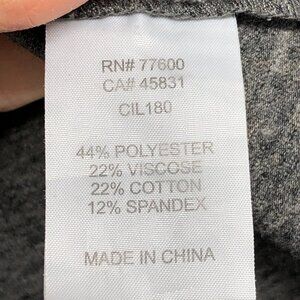 RN# 77600
CA# 45831
CIL180
44% POLYESTER
22% VISCOSE
22% COTTON
12% SPANDEX
MADE IN CHINA